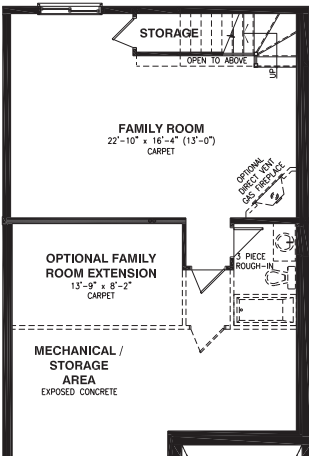 STORAGE
OPEN TO ABOVE
UP
FAMILY ROOM
22'-10" x 16'-4" (13'-0")
CARPET
OPTIONAL
DIRECT VENT
GAS FIREPLACE
3 PIECE
ROUGH-IN
OPTIONAL FAMILY
ROOM EXTENSION
13'-9" x 8'-2"
CARPET
MECHANICAL /
STORAGE
AREA
EXPOSED CONCRETE